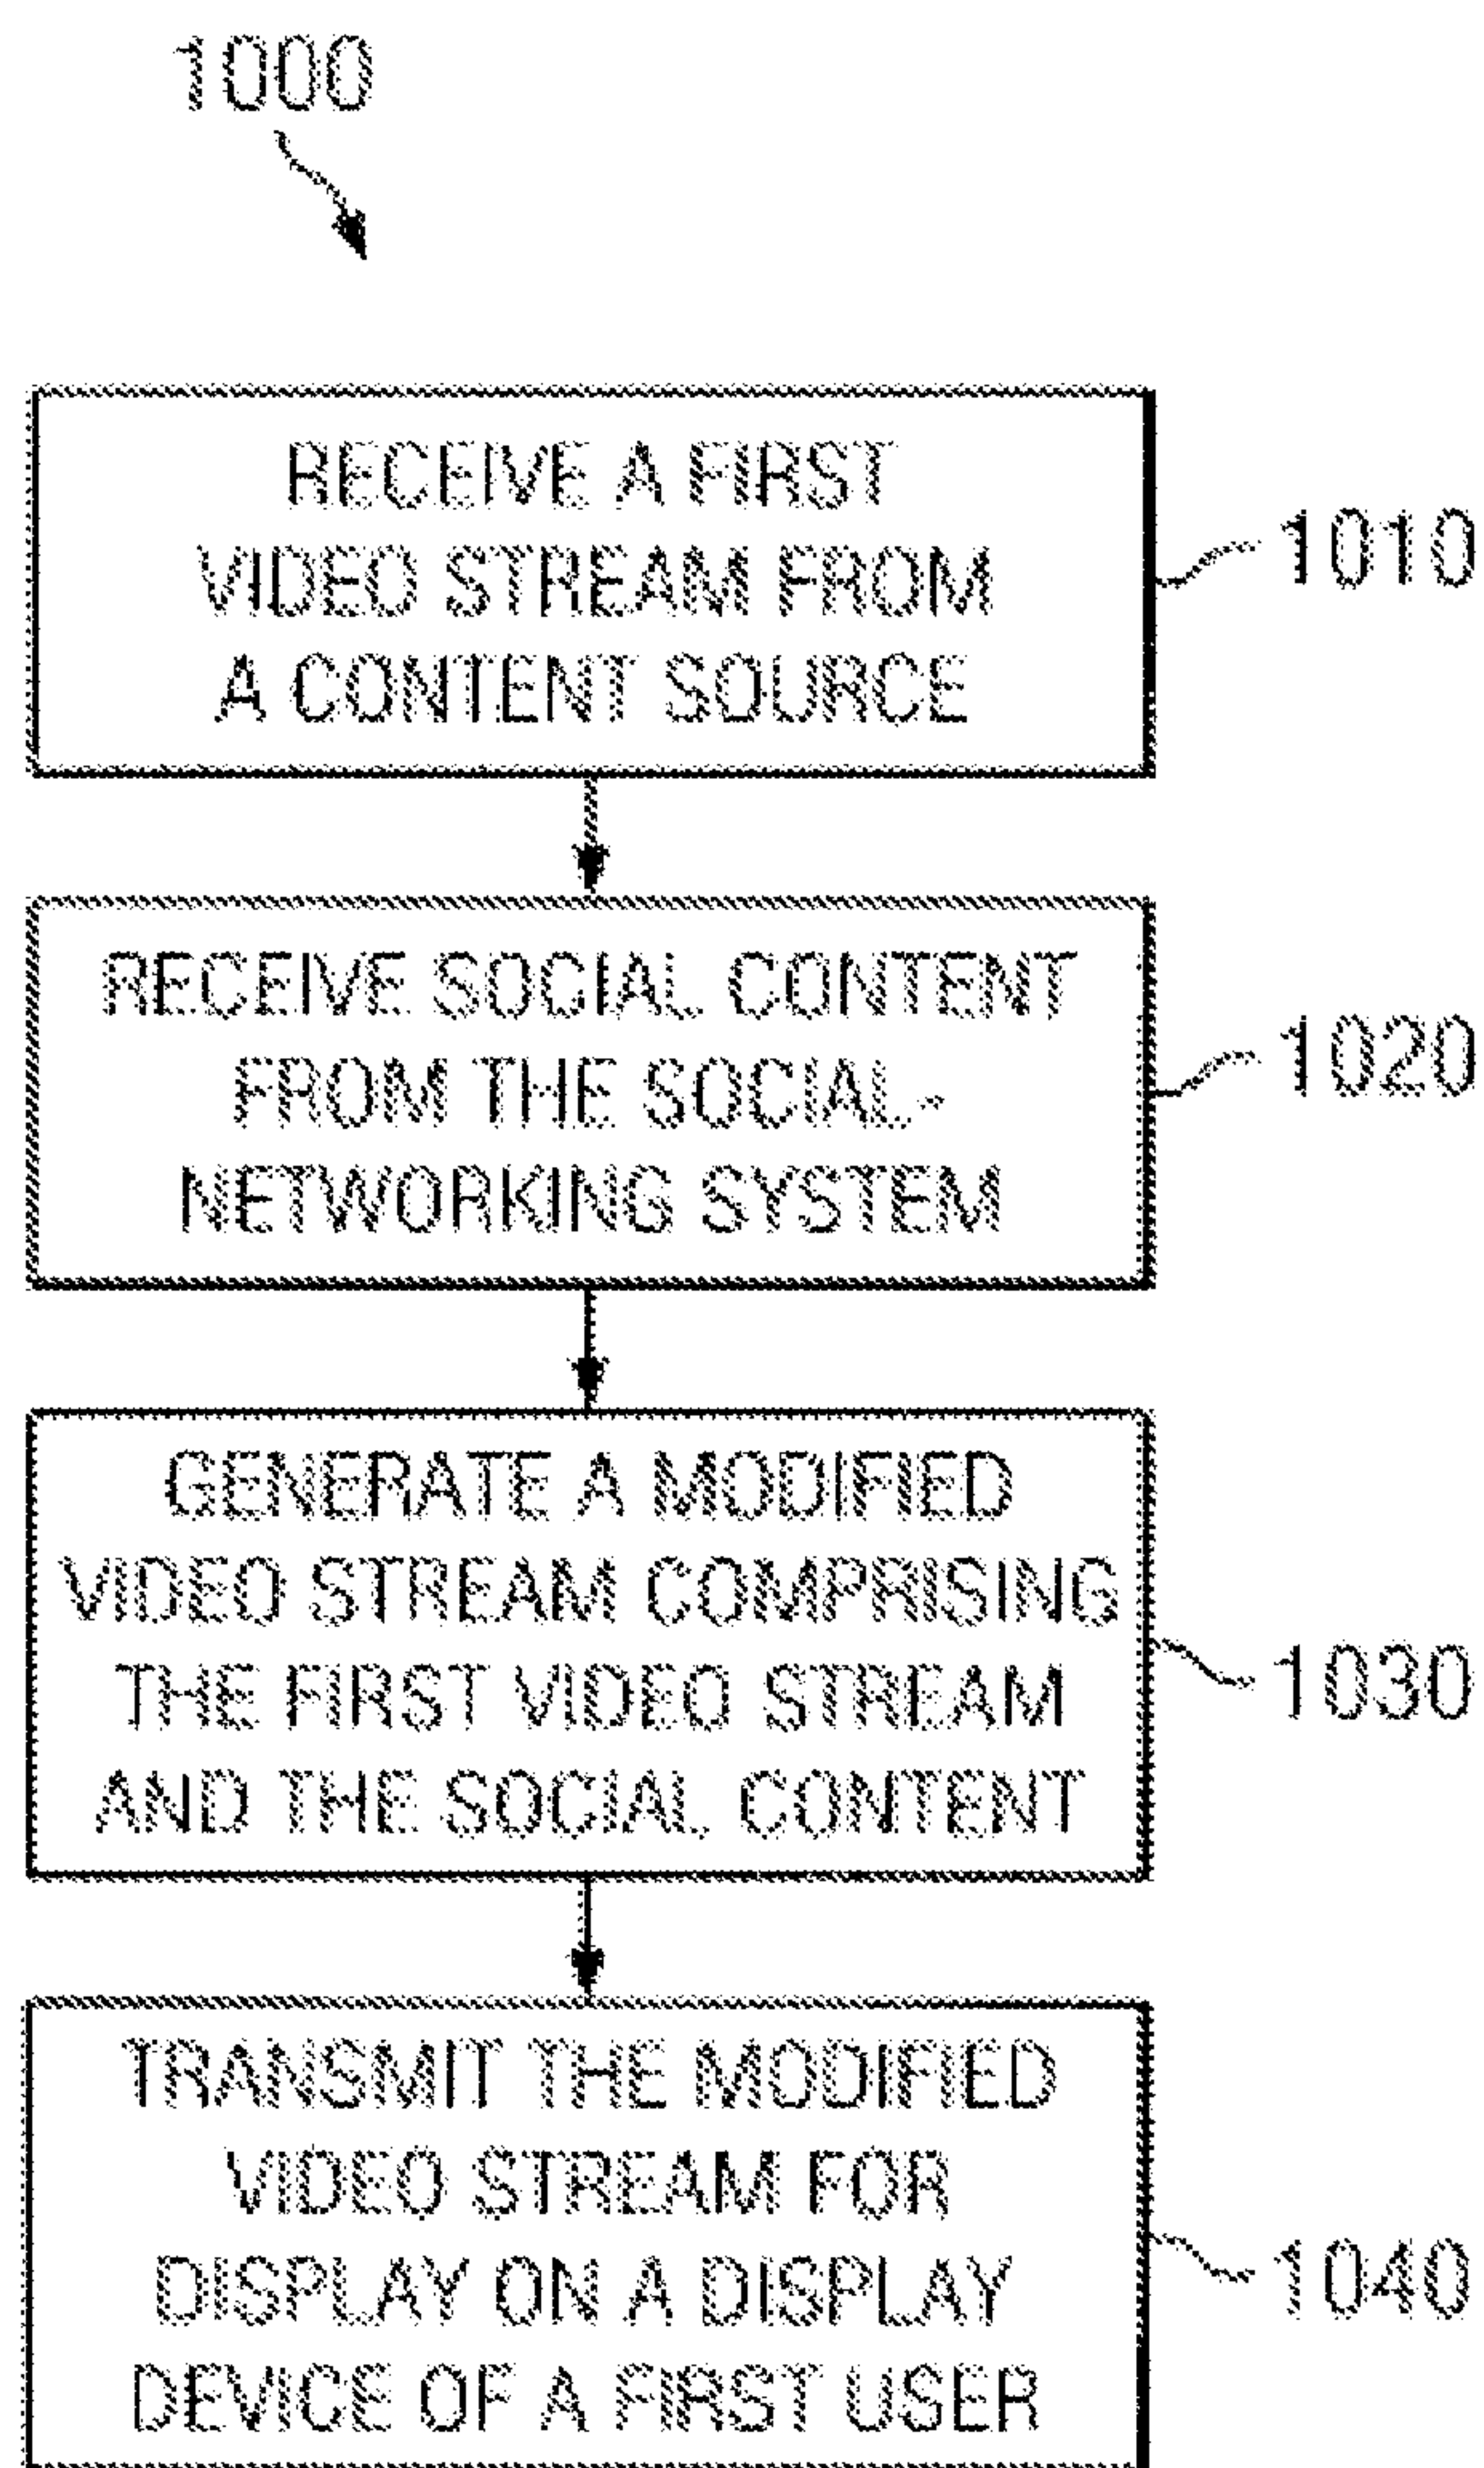 1000
RECEIVE A FIRST
VIDEO STREAM FROM
A CONTENT SOURCE
1010
RECEIVE SOCIAL CONTENT
FROM THE SOCIAL-
NETWORKING SYSTEM
1020
GENERATE A MODIFIED
VIDEO STREAM COMPRISING
THE FIRST VIDEO STREAM
AND THE SOCIAL CONTENT
1030
TRANSMIT THE MODIFIED
VIDEO STREAM FOR
DISPLAY ON A DISPLAY
DEVICE OF A FIRST USER
1040